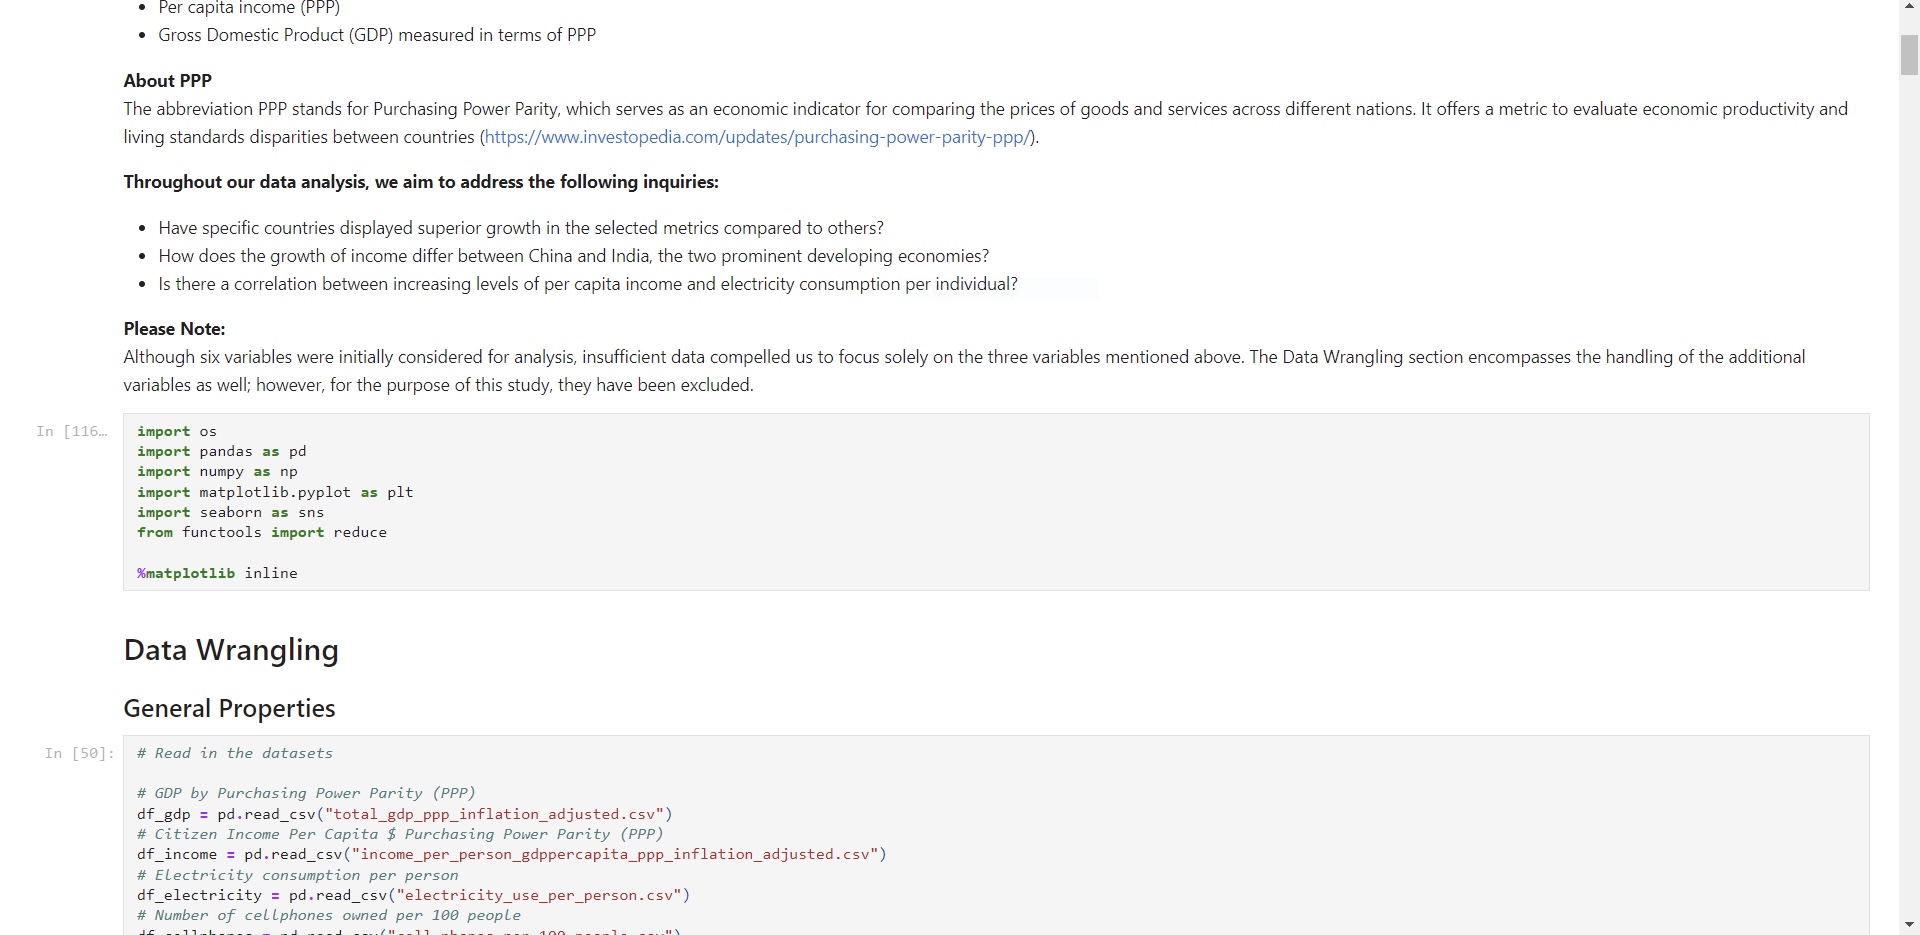 • Per capita income (PPP)
• Gross Domestic Product (GDP) measured in terms of PPP
About PPP
The abbreviation PPP stands for Purchasing Power Parity, which serves as an economic indicator for comparing the prices of goods and services across different nations. It offers a metric to evaluate economic productivity and
living standards disparities between countries (https://www.investopedia.com/updates/purchasing-power-parity-ppp/).
Throughout our data analysis, we aim to address the following inquiries:
• Have specific countries displayed superior growth in the selected metrics compared to others?
• How does the growth of income differ between China and India, the two prominent developing economies?
• Is there a correlation between increasing levels of per capita income and electricity consumption per individual?
Please Note:
Although six variables were initially considered for analysis, insufficient data compelled us to focus solely on the three variables mentioned above. The Data Wrangling section encompasses the handling of the additional
variables as well; however, for the purpose of this study, they have been excluded.
In [116…
import os
import pandas as pd
import numpy as np
import matplotlib.pyplot as plt
import seaborn as sns
from functools import reduce
%matplotlib inline
Data Wrangling
General Properties
In [50]:
# Read in the datasets
# GDP by Purchasing Power Parity (PPP)
df_gdp = pd.read_csv("total_gdp_ppp_inflation_adjusted.csv")
# Citizen Income Per Capita $ Purchasing Power Parity (PPP)
df_income = pd.read_csv("income_per_person_gdppercapita_ppp_inflation_adjusted.csv")
# Electricity consumption per person
df_electricity = pd.read_csv("electricity_use_per_person.csv")
# Number of cellphones owned per 100 people
df_cellphones = pd.read_csv("cell_phones_per_100_people.csv")